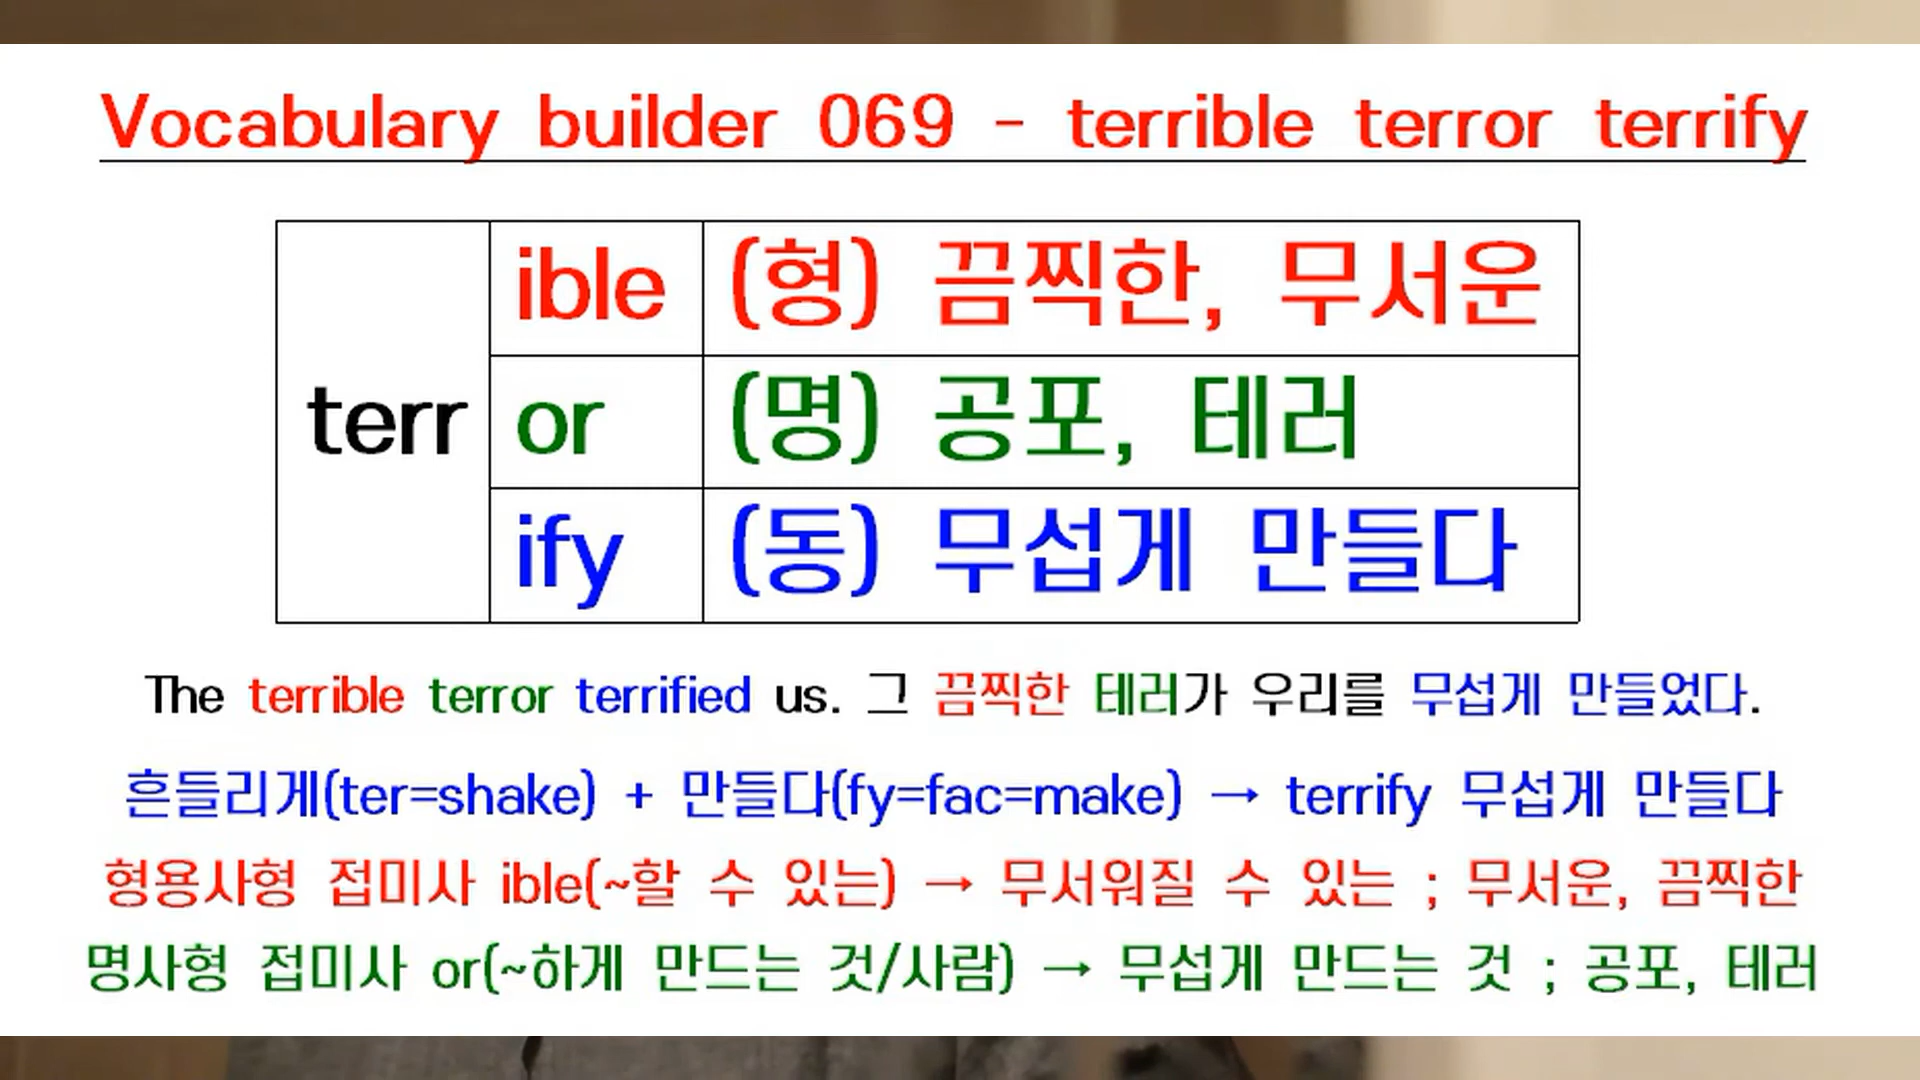 Vocabulary builder 069 - terrible terror terrify
terr
ible (형) 끔찍한, 무서운
or (명) 공포, 테러
ify (동) 무섭게 만들다
The terrible terror terrified us. 그 끔찍한 테러가 우리를 무섭게 만들었다.
흔들리게(ter=shake) + 만들다(fy=fac=make) → terrify 무섭게 만들다
형용사형 접미사 ible(~할 수 있는) → 무서워질 수 있는 ; 무서운, 끔찍한
명사형 접미사 or(~하게 만드는 것/사람) → 무섭게 만드는 것 ; 공포, 테러